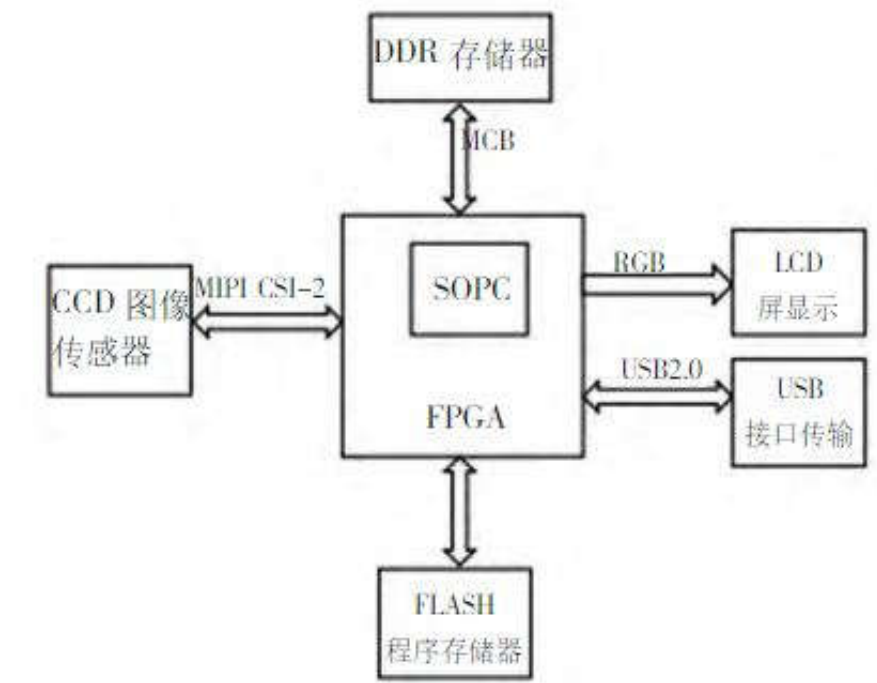 DDR 存储器
MCB
SOPC
FPGA
MIPI CSI-2
CCD 图像
传感器
RGB
LCD
屏显示
USB2.0
USB
接口传输
FLASH
程序存储器